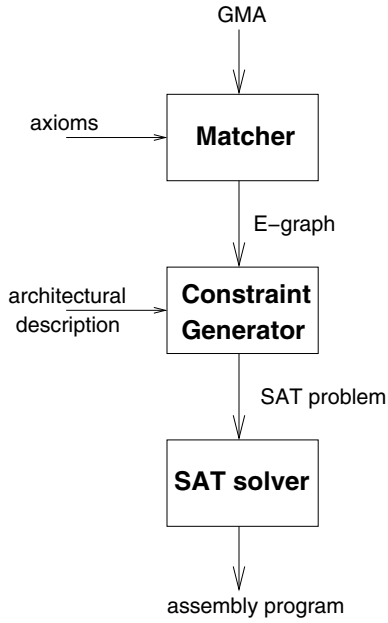 GMA
axioms
Matcher
E-graph
architectural
description
Constraint
Generator
SAT problem
SAT solver
assembly program